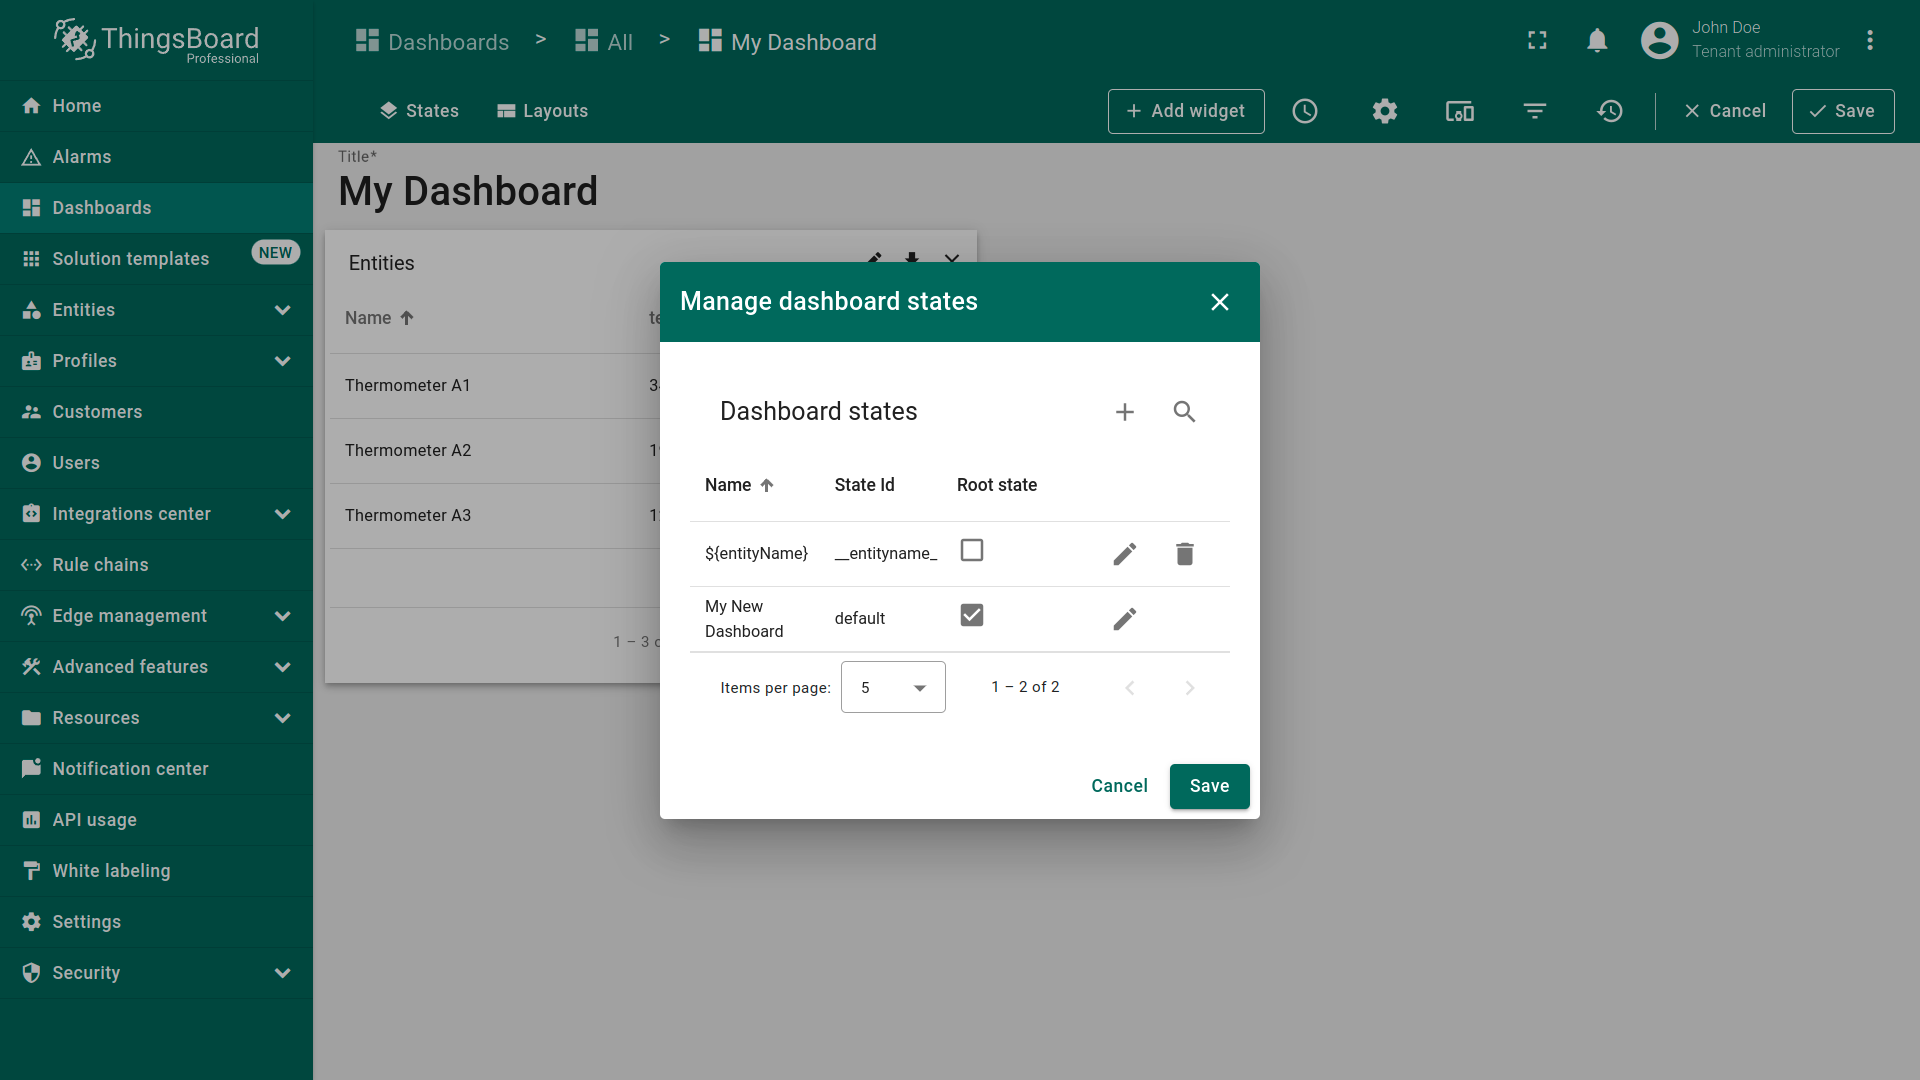 ThingsBoard
Professional
Dashboards > All > My Dashboard
John Doe
Tenant administrator
States
Layouts
Add widget
Cancel
Save
Home
Alarms
Dashboards
Solution templates
NEW
Entities
Profiles
Customers
Users
Integrations center
Rule chains
Edge management
Advanced features
Resources
Notification center
API usage
White labeling
Settings
Security
Title*
My Dashboard
Entities
Name
Thermometer A1
Thermometer A2
Thermometer A3
1 – 3
Manage dashboard states
Dashboard states
Name State Id Root state
${entityName} __entityname_
My New
Dashboard
default
Items per page: 5 1 – 2 of 2
Cancel
Save